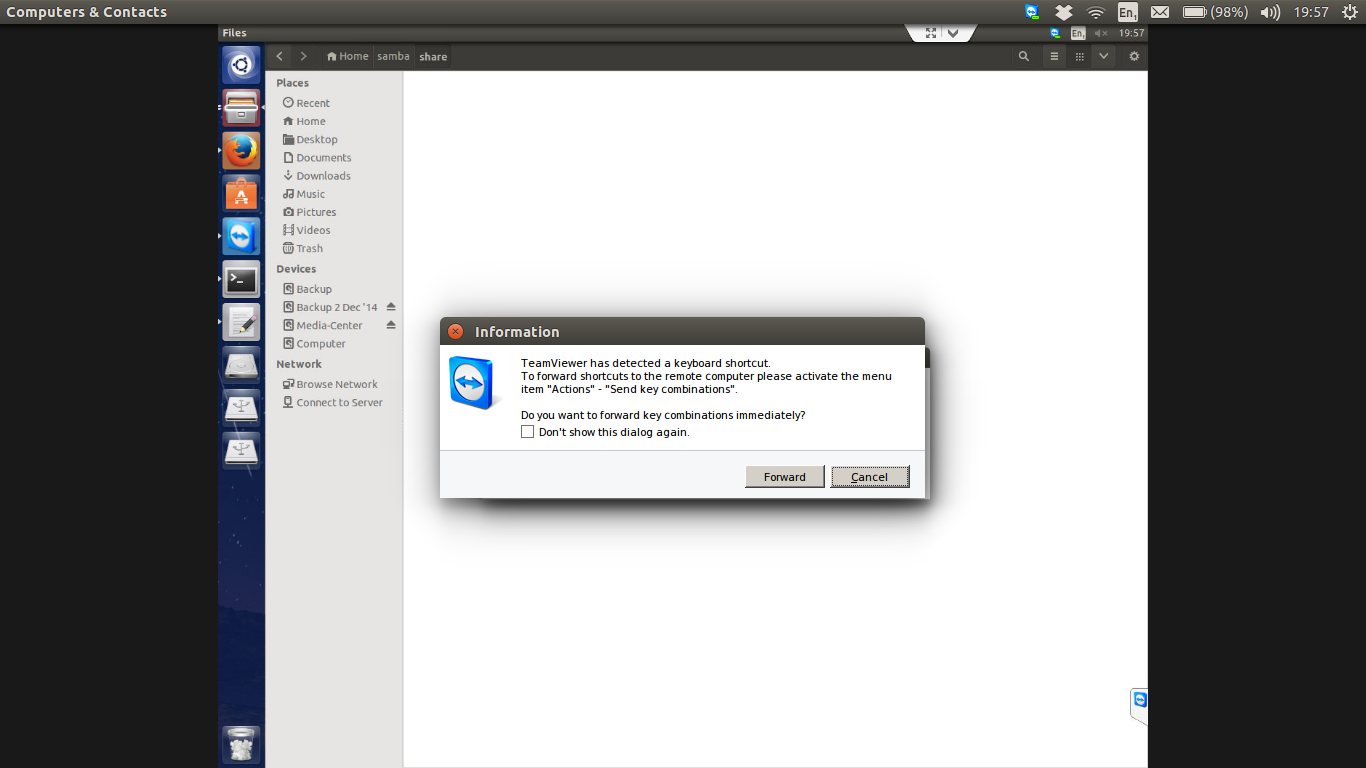 Computers & Contacts
En1
(98%)
19:57
Files
En1
19:57
Home
samba
share
Places
Recent
Home
Desktop
Documents
Downloads
Music
Pictures
Videos
Trash
Devices
Backup
Backup 2 Dec '14
Media-Center
Computer
Network
Browse Network
Connect to Server
Information
TeamViewer has detected a keyboard shortcut.
To forward shortcuts to the remote computer please activate the menu
item "Actions" - "Send key combinations".
Do you want to forward key combinations immediately?
Don't show this dialog again.
Forward
Cancel